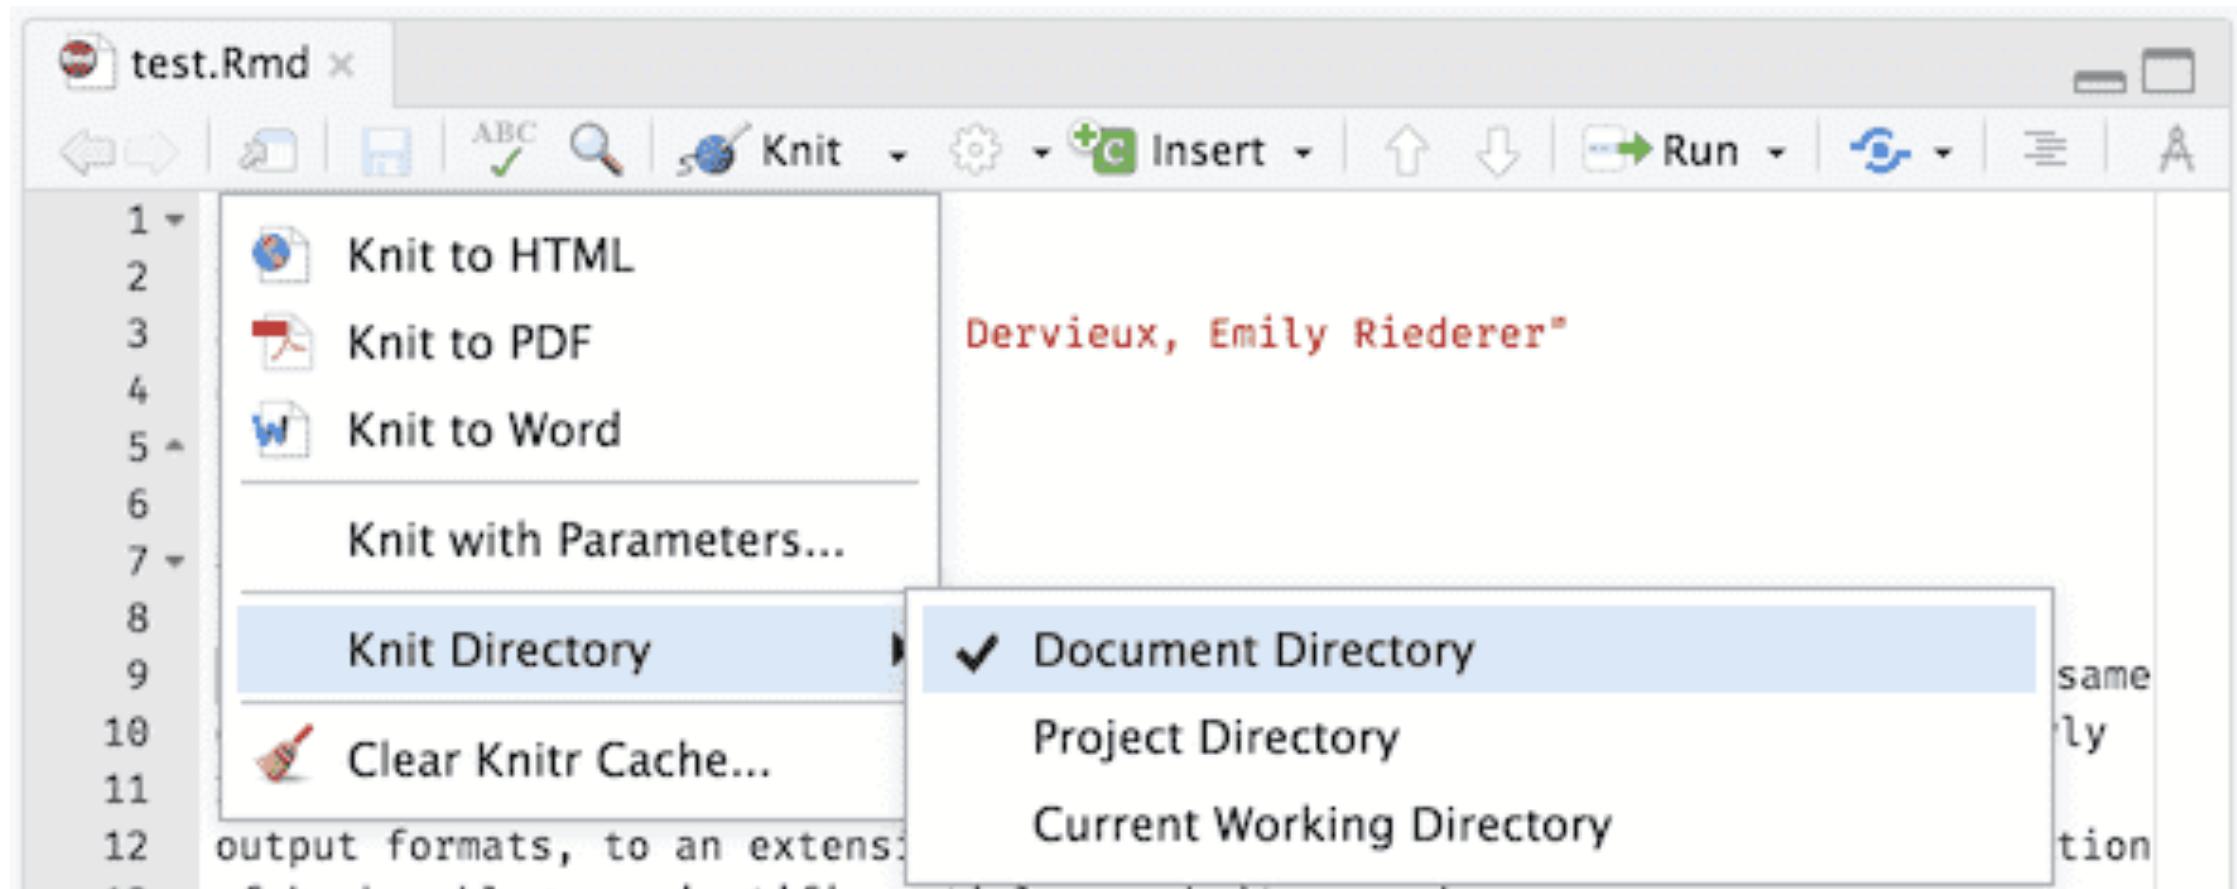 test.Rmd
ABC Knit Insert Run
1
2
3 Dervieux, Emily Riederer"
4
5
6
7
8
9 same
10 ly
11
12 output formats, to an extens tion
Knit to HTML
Knit to PDF
Knit to Word
Knit with Parameters...
Knit Directory
Clear Knitr Cache...
Document Directory
Project Directory
Current Working Directory